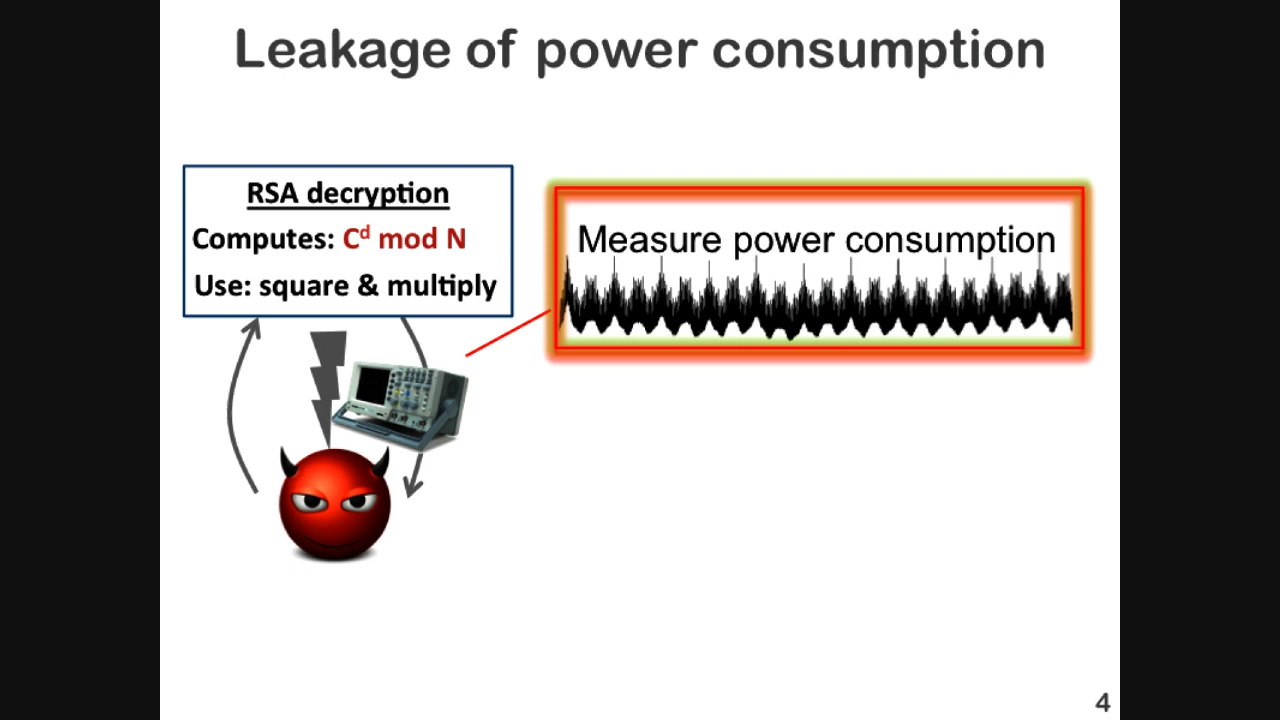 Leakage of power consumption
RSA decryption
Computes: Cᵈ mod N
Use: square & multiply
Measure power consumption
4